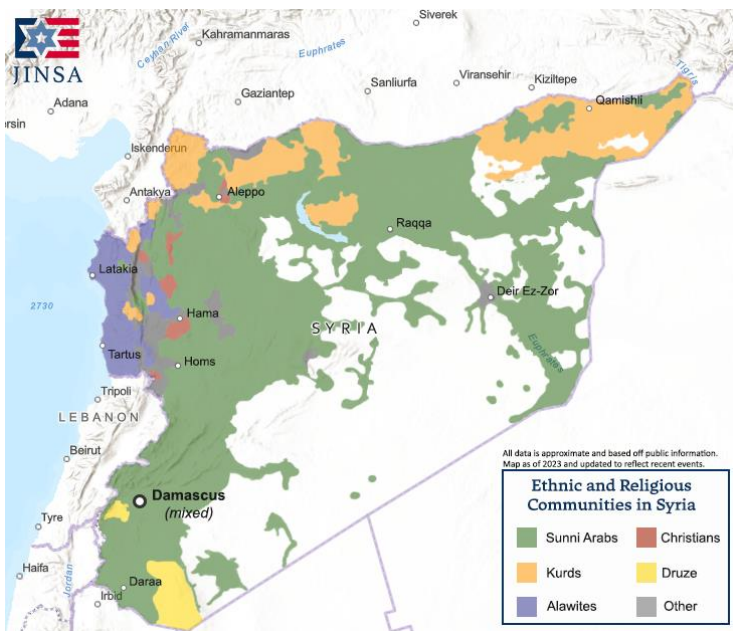 JINSA
Siverek
Kahramanmaras
Ceyhan River
Euphrates
Tigris
Viransehir
Kiziltepe
Gaziantep
Sanliurfa
Qamishii
Adana
ersin
Iskenderun
Antakya
Aleppo
Raqqa
Latakia
2730
Deir Ez-Zor
Hama
SYRIA
Tartus
Homs
Euphrates
Tripoli
LEBANON
Beirut
Damascus
(mixed)
Tyre
Haifa
Jordan
Daraa
Irbid
All data is approximate and based off public information.
Map as of 2023 and updated to reflect recent events.
Ethnic and Religious
Communities in Syria
Sunni Arabs
Christians
Kurds
Druze
Alawites
Other